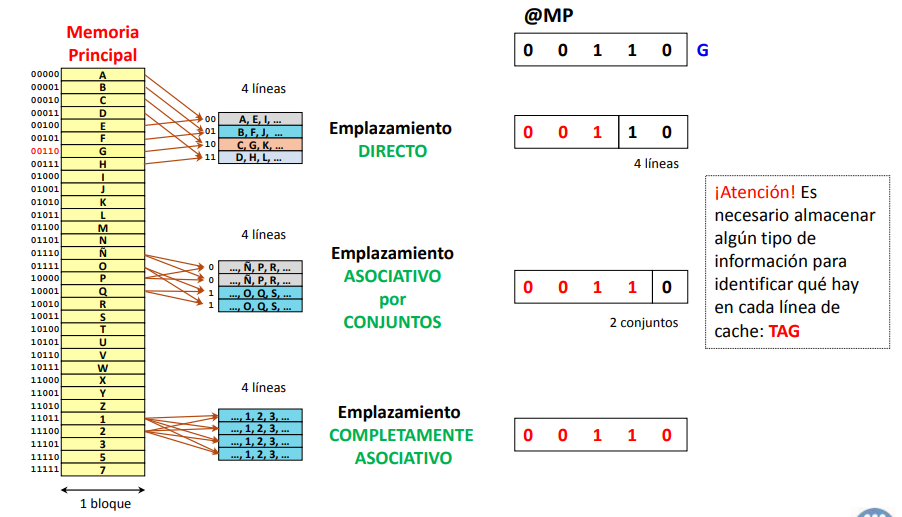 @MP
0 0 1 1 0 G
Memoria
Principal
00000 A
00001 B
00010 C
00011 D
00100 E
00101 F
00110 G
00111 H
01000 I
01001 J
01010 K
01011 L
01100 M
01101 N
01110 Ñ
01111 O
10000 P
10001 Q
10010 R
10011 S
10100 T
10101 U
10110 V
10111 W
11000 X
11001 Y
11010 Z
11011 1
11100 2
11101 3
11110 5
11111 7
1 bloque
4 líneas
00 A, E, I, ...
01 B, F, J, ...
10 C, G, K, ...
11 D, H, L, ...
Emplazamiento
DIRECTO
0 0 1 1 0
4 líneas
4 líneas
0 ..., Ñ, P, R, ...
0 ..., Ñ, P, R, ...
1 ..., O, Q, S, ...
1 ..., O, Q, S, ...
Emplazamiento
ASOCIATIVO
por
CONJUNTOS
0 0 1 1 0
2 conjuntos
4 líneas
..., 1, 2, 3, ...
..., 1, 2, 3, ...
..., 1, 2, 3, ...
..., 1, 2, 3, ...
Emplazamiento
COMPLETAMENTE
ASOCIATIVO
0 0 1 1 0
¡Atención! Es
necesario almacenar
algún tipo de
información para
identificar qué hay
en cada línea de
cache: TAG